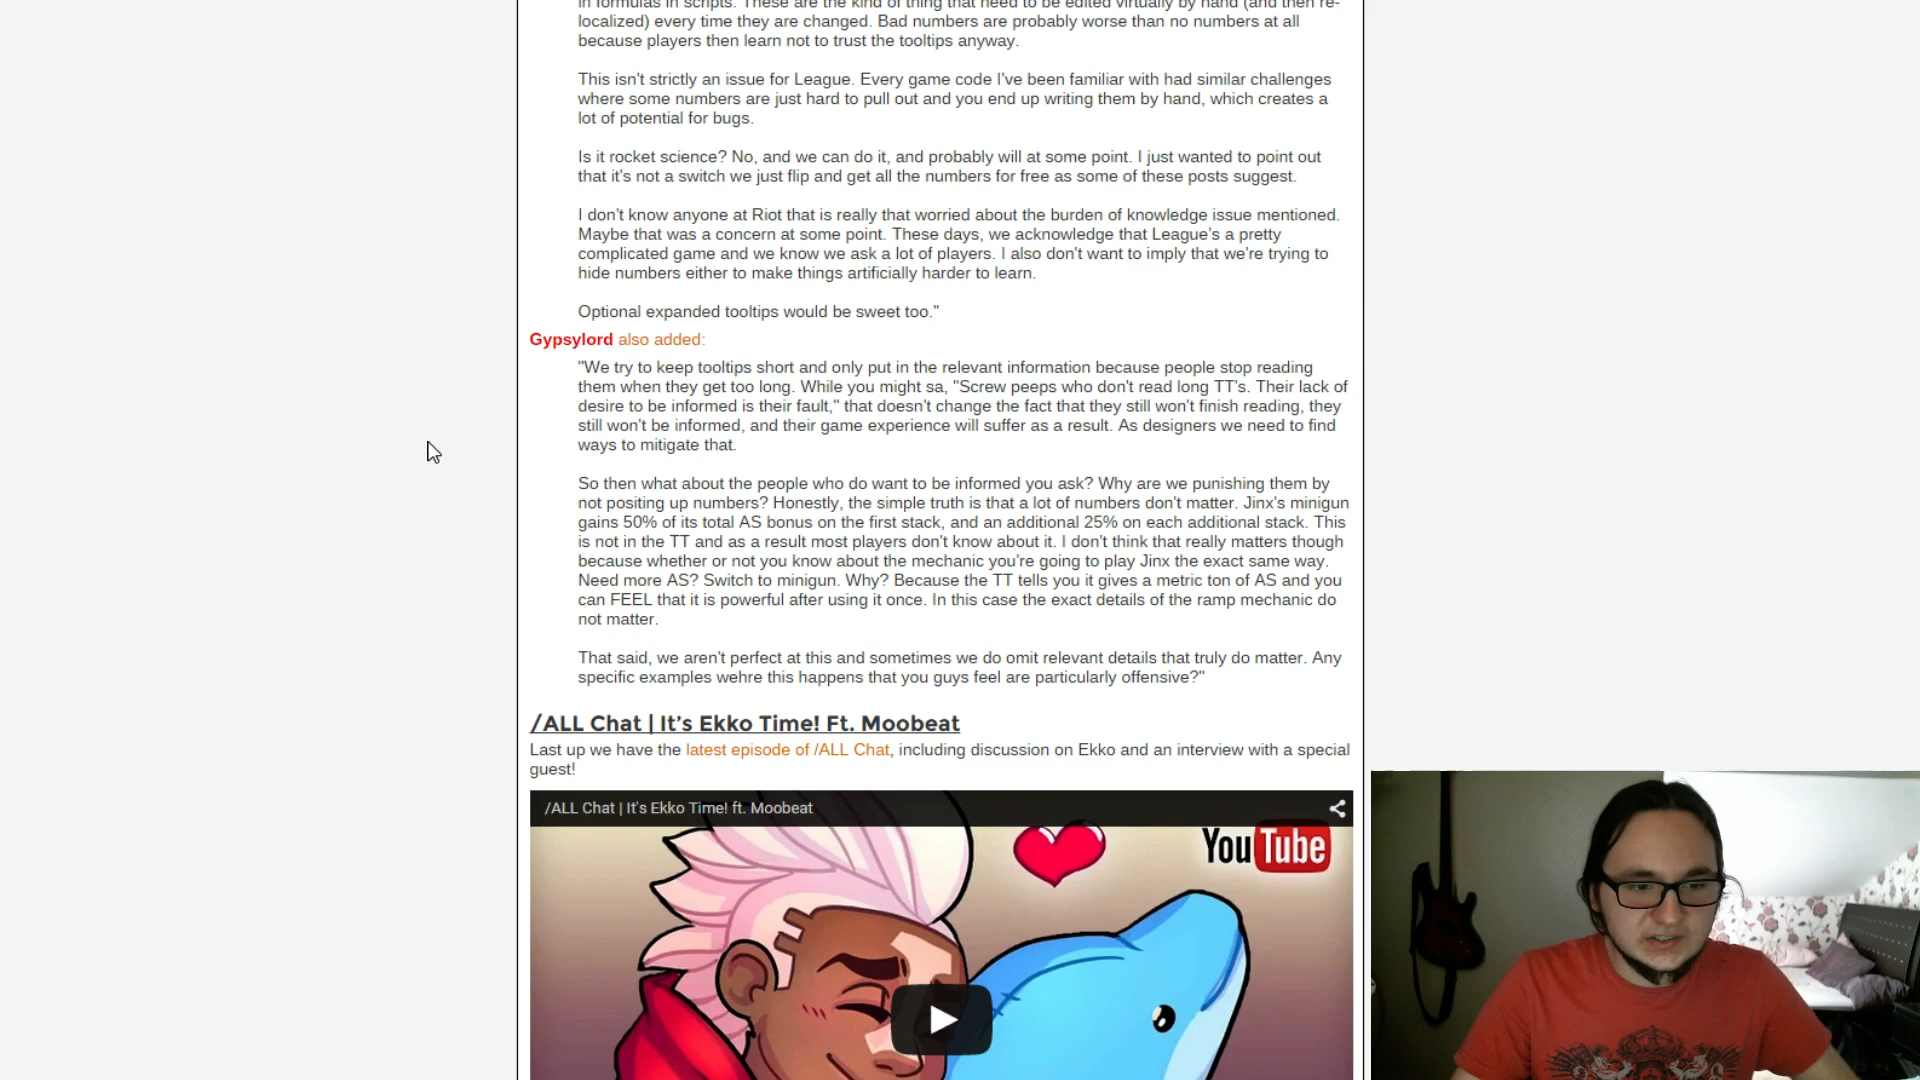 in formulas in scripts. These are the kind of thing that need to be edited virtually by hand (and then re-
localized) every time they are changed. Bad numbers are probably worse than no numbers at all
because players then learn not to trust the tooltips anyway.
This isn't strictly an issue for League. Every game code I've been familiar with had similar challenges
where some numbers are just hard to pull out and you end up writing them by hand, which creates a
lot of potential for bugs.
Is it rocket science? No, and we can do it, and probably will at some point. I just wanted to point out
that it's not a switch we just flip and get all the numbers for free as some of these posts suggest.
I don't know anyone at Riot that is really that worried about the burden of knowledge issue mentioned.
Maybe that was a concern at some point. These days, we acknowledge that League's a pretty
complicated game and we know we ask a lot of players. I also don't want to imply that we're trying to
hide numbers either to make things artificially harder to learn.
Optional expanded tooltips would be sweet too."
Gypsylord also added:
"We try to keep tooltips short and only put in the relevant information because people stop reading
them when they get too long. While you might sa, "Screw peeps who don't read long TT's. Their lack of
desire to be informed is their fault," that doesn't change the fact that they still won't finish reading, they
still won't be informed, and their game experience will suffer as a result. As designers we need to find
ways to mitigate that.
So then what about the people who do want to be informed you ask? Why are we punishing them by
not positing up numbers? Honestly, the simple truth is that a lot of numbers don't matter. Jinx's minigun
gains 50% of its total AS bonus on the first stack, and an additional 25% on each additional stack. This
is not in the TT and as a result most players don't know about it. I don't think that really matters though
because whether or not you know about the mechanic you're going to play Jinx the exact same way.
Need more AS? Switch to minigun. Why? Because the TT tells you it gives a metric ton of AS and you
can FEEL that it is powerful after using it once. In this case the exact details of the ramp mechanic do
not matter.
That said, we aren't perfect at this and sometimes we do omit relevant details that truly do matter. Any
specific examples wehre this happens that you guys feel are particularly offensive?"
/ALL Chat | It's Ekko Time! Ft. Moobeat
Last up we have the latest episode of /ALL Chat, including discussion on Ekko and an interview with a special
guest!
/ALL Chat | It's Ekko Time! ft. Moobeat
YouTube